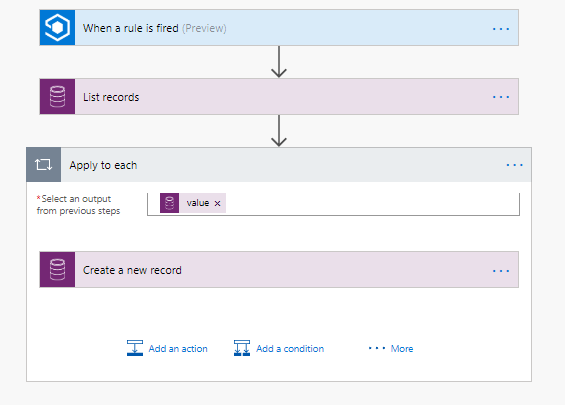 When a rule is fired (Preview)
List records
Apply to each
*Select an output
from previous steps
value ×
Create a new record
Add an action
Add a condition
More